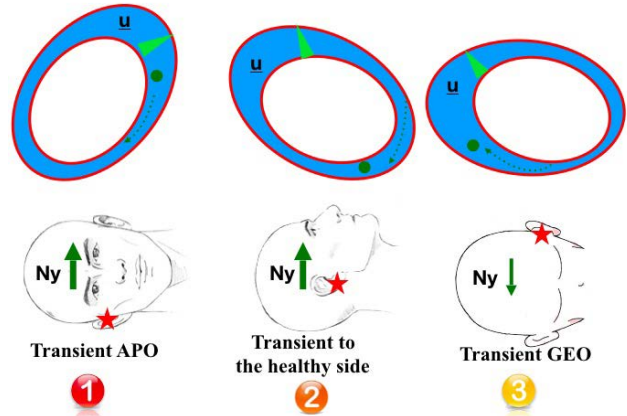 u
u
u
Ny
Ny
Ny
Transient APO
Transient to
the healthy side
Transient GEO
1
2
3